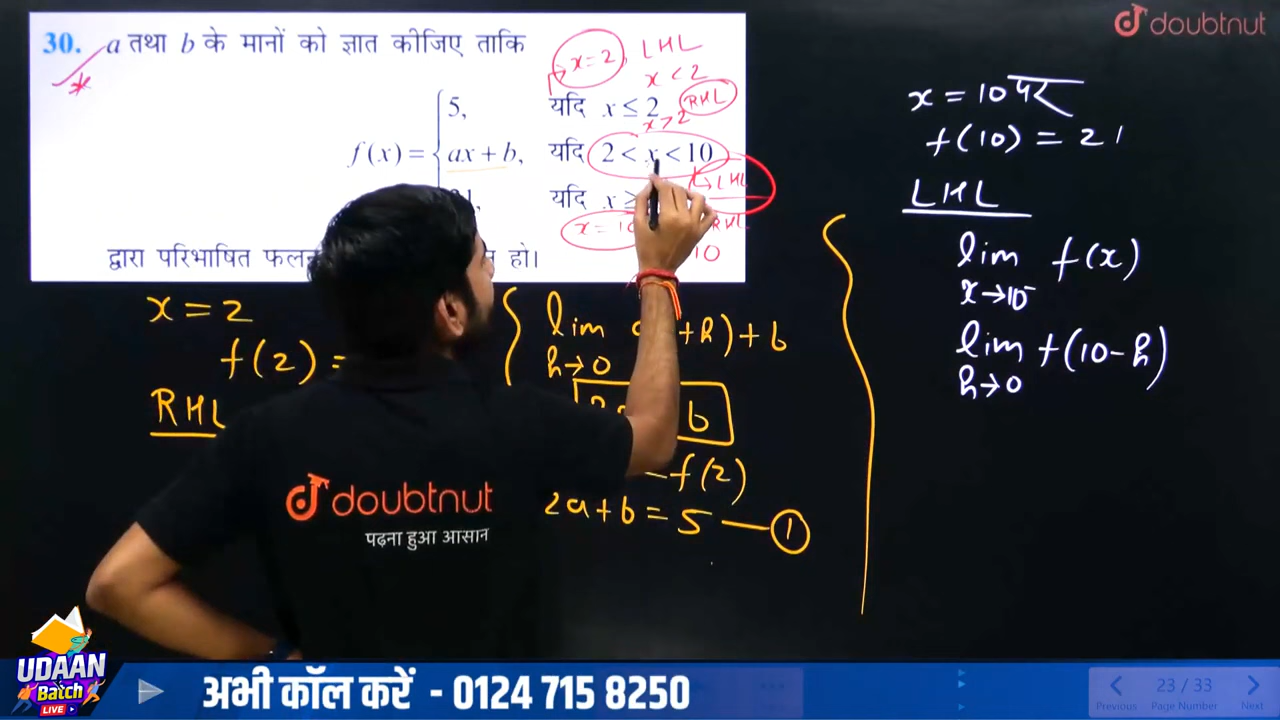 30. a तथा b के मानों को ज्ञात कीजिए ताकि
x = 2, LHL
x < 2
5, यदि x ≤ 2 RHL
x > 2
f(x) = ax + b, यदि 2 < x < 10
→ LHL
यदि x ≥
x = 10 RHL
10
द्वारा परिभाषित हो।
x = 2
f(2) =
RHL
lim +h) + b
h→0
b
f(2)
2a + b = 5 — 1
x = 10 पर
f(10) = 21
LHL
lim f(x)
x→10⁻
lim f(10 - h)
h→0
doubtnut
doubtnut
पढ़ना हुआ आसान
UDAAN
Batch
LIVE
अभी कॉल करें - 0124 715 8250
23 / 33
Previous Page Number Next